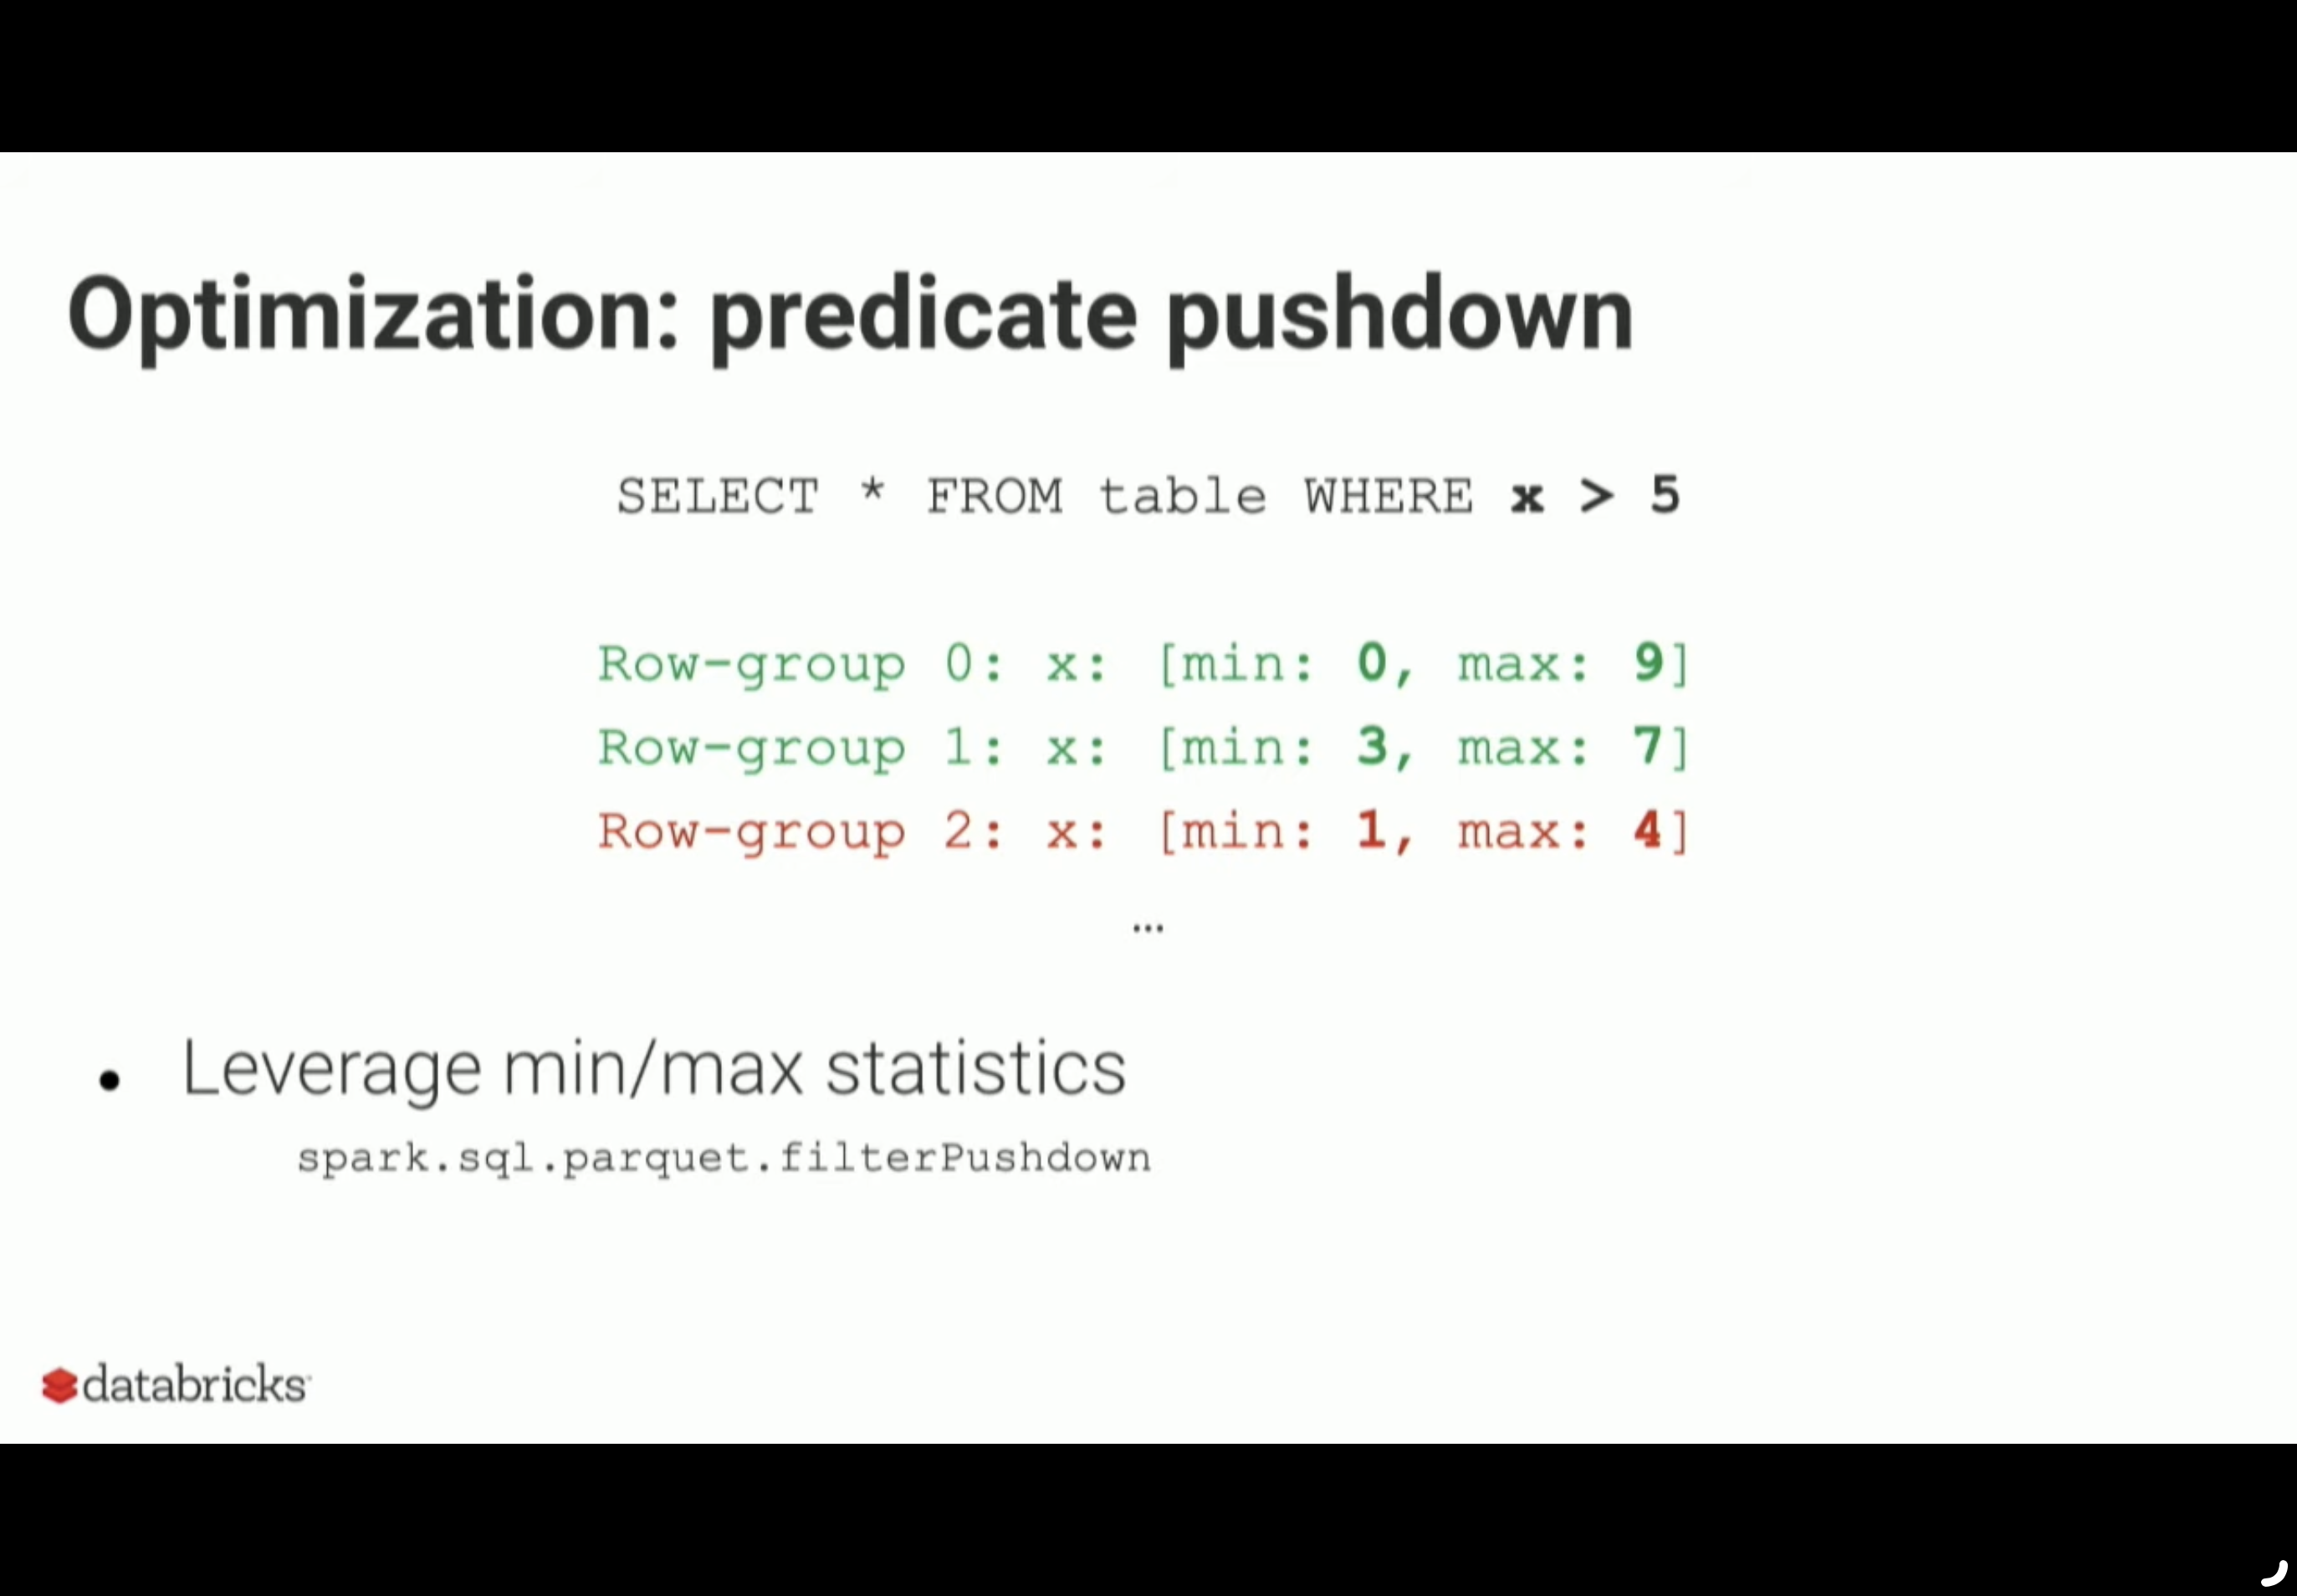 Optimization: predicate pushdown
SELECT * FROM table WHERE x > 5
Row-group 0: x: [min: 0, max: 9]
Row-group 1: x: [min: 3, max: 7]
Row-group 2: x: [min: 1, max: 4]
…
• Leverage min/max statistics
spark.sql.parquet.filterPushdown
databricks